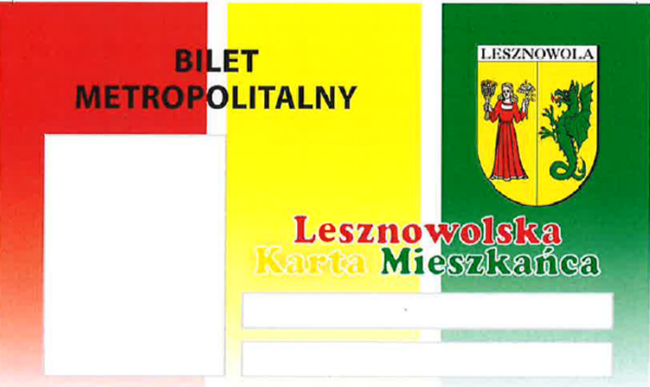 BILET
METROPOLITALNY
LESZNOWOLA
Lesznowolska
Karta Mieszkańca